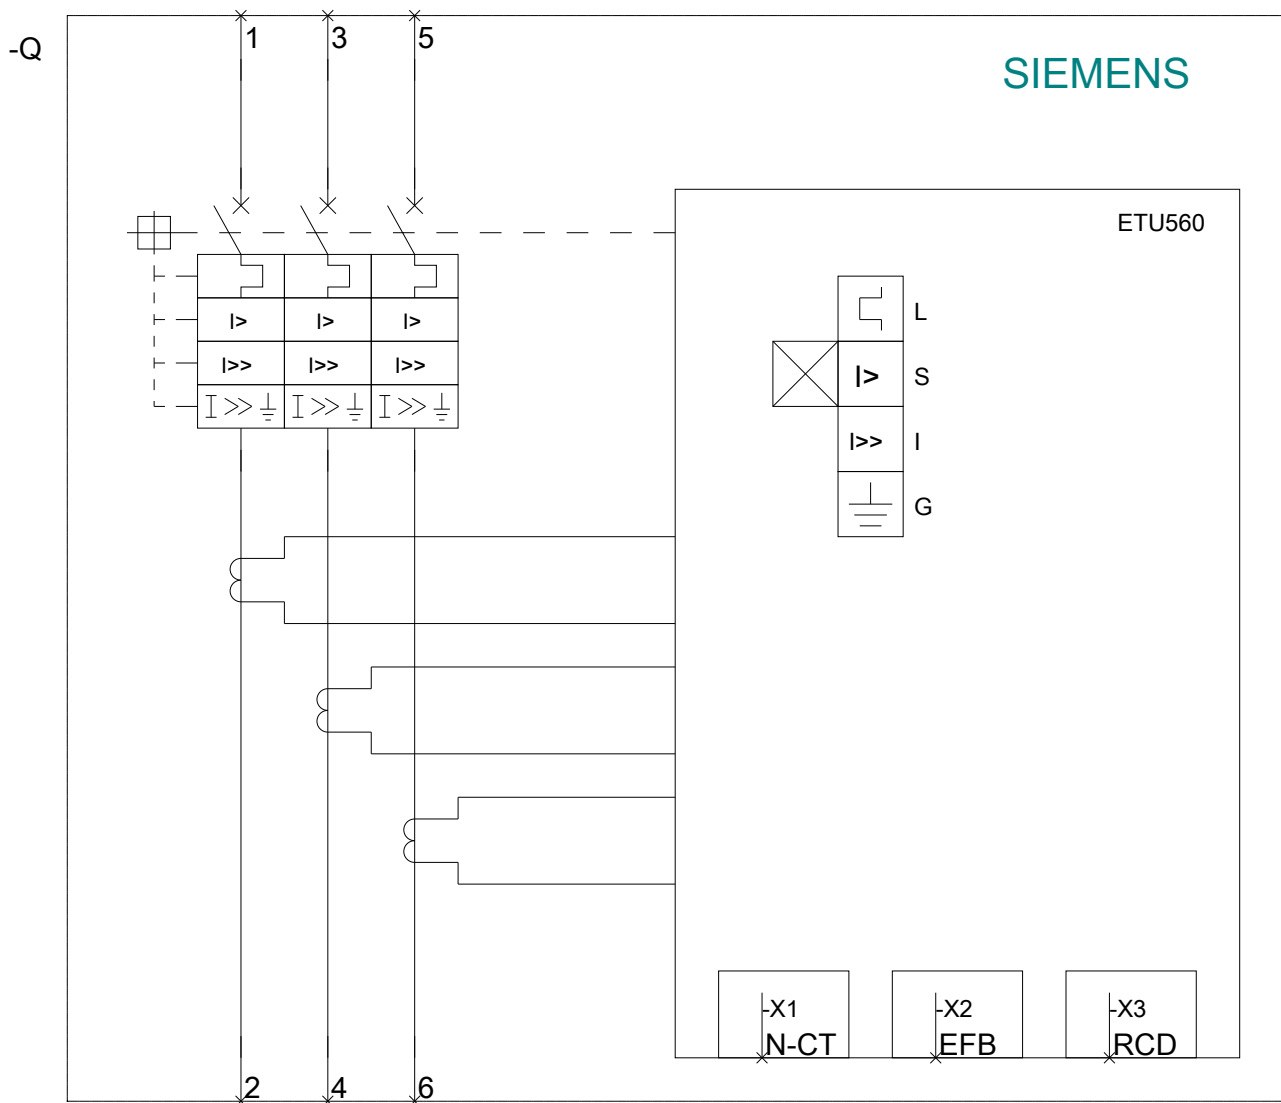 1 3 5
-Q
SIEMENS
ETU560
L
I> I> I> 
I>> I>> I>> 
I> S
I >> I >> I >>
I>> I
G
-X1 -X2 -X3
N-CT EFB RCD
2 4 6